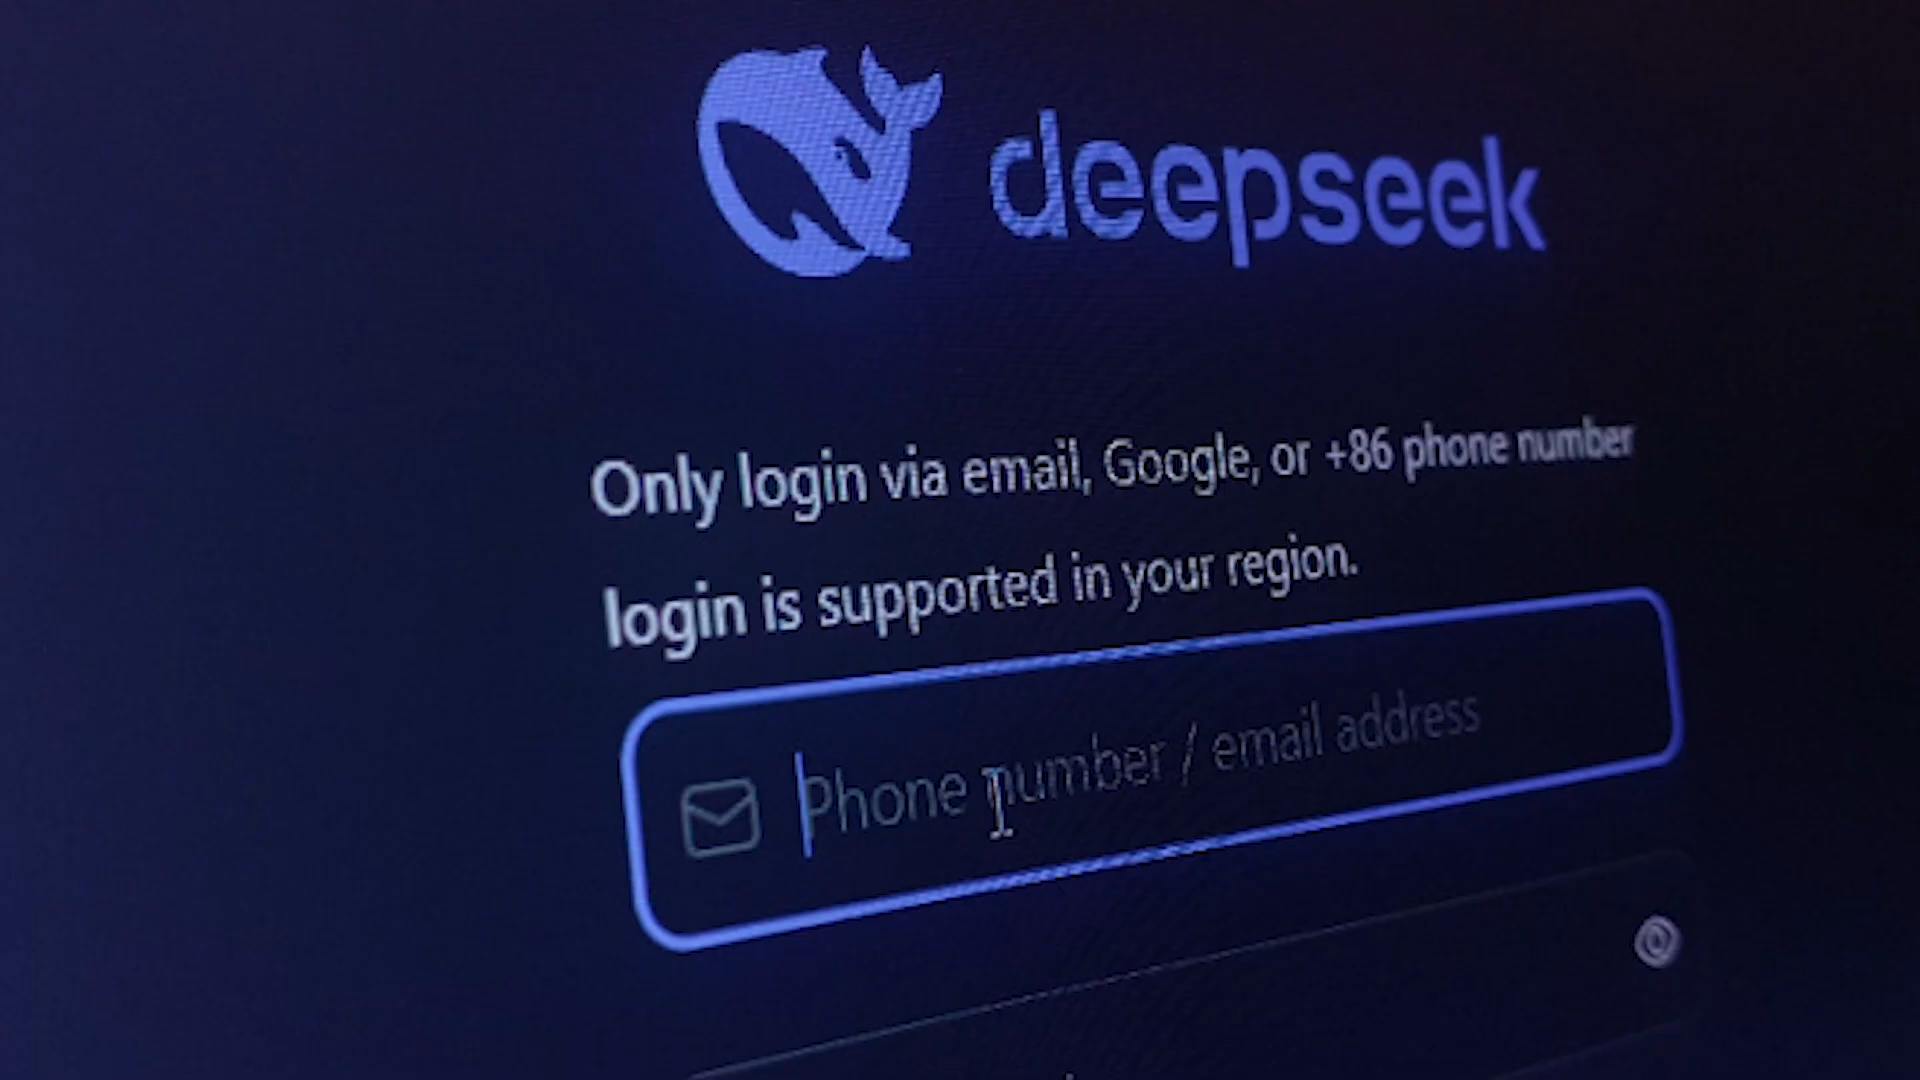 deepseek
Only login via email, Google, or +86 phone number
login is supported in your region.
Phone number / email address